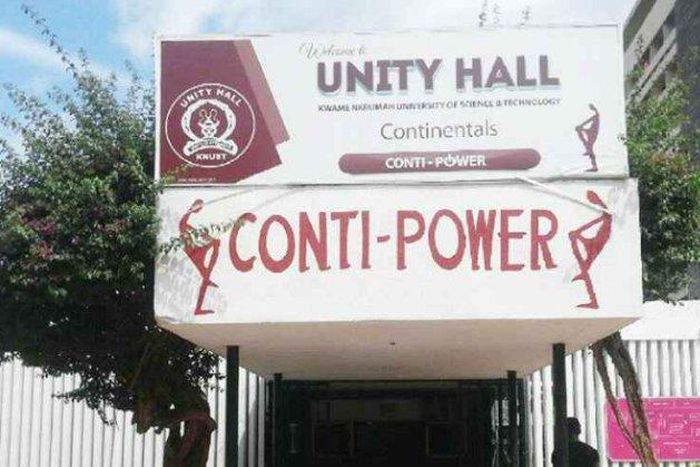 Welcome to
UNITY HALL
KWAME NKRUMAH UNIVERSITY OF SCIENCE & TECHNOLOGY
Continentals
CONTI - POWER
UNITY HALL
KNUST
CONTI-POWER